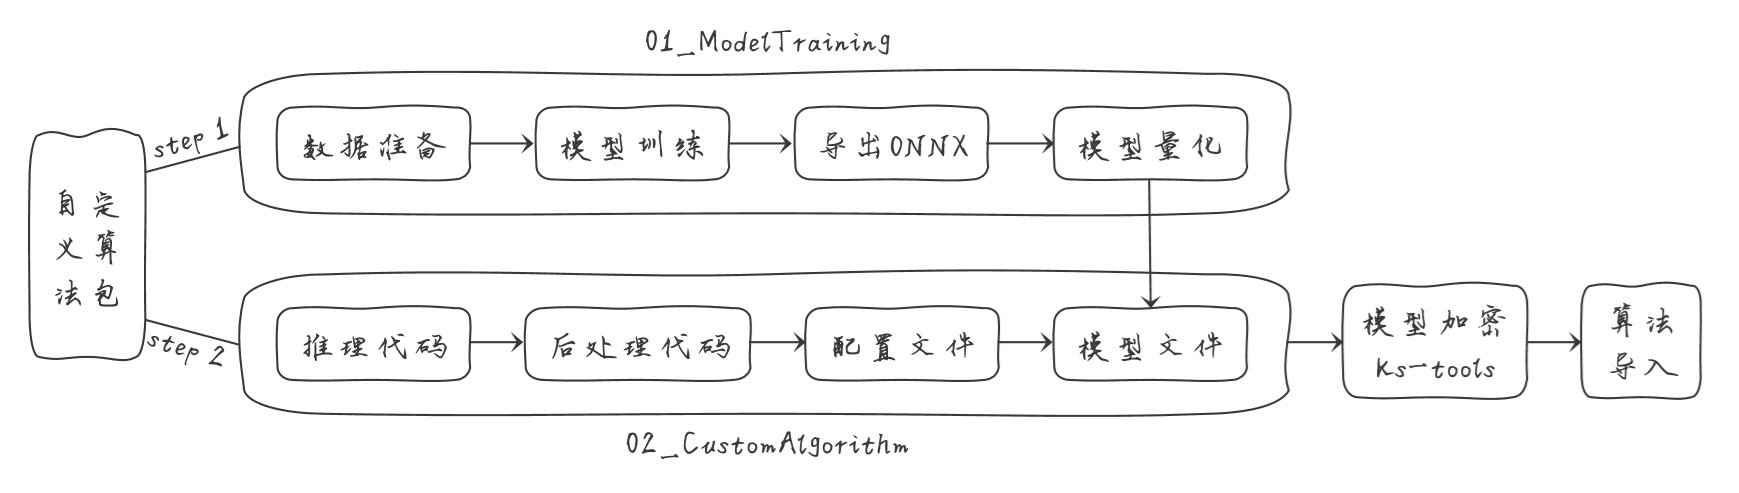 01_ModelTraining
step 1
数据准备
模型训练
导出ONNX
模型量化
自定
义算
法包
step 2
推理代码
后处理代码
配置文件
模型文件
模型加密
ks-tools
算法
导入
02_CustomAlgorithm